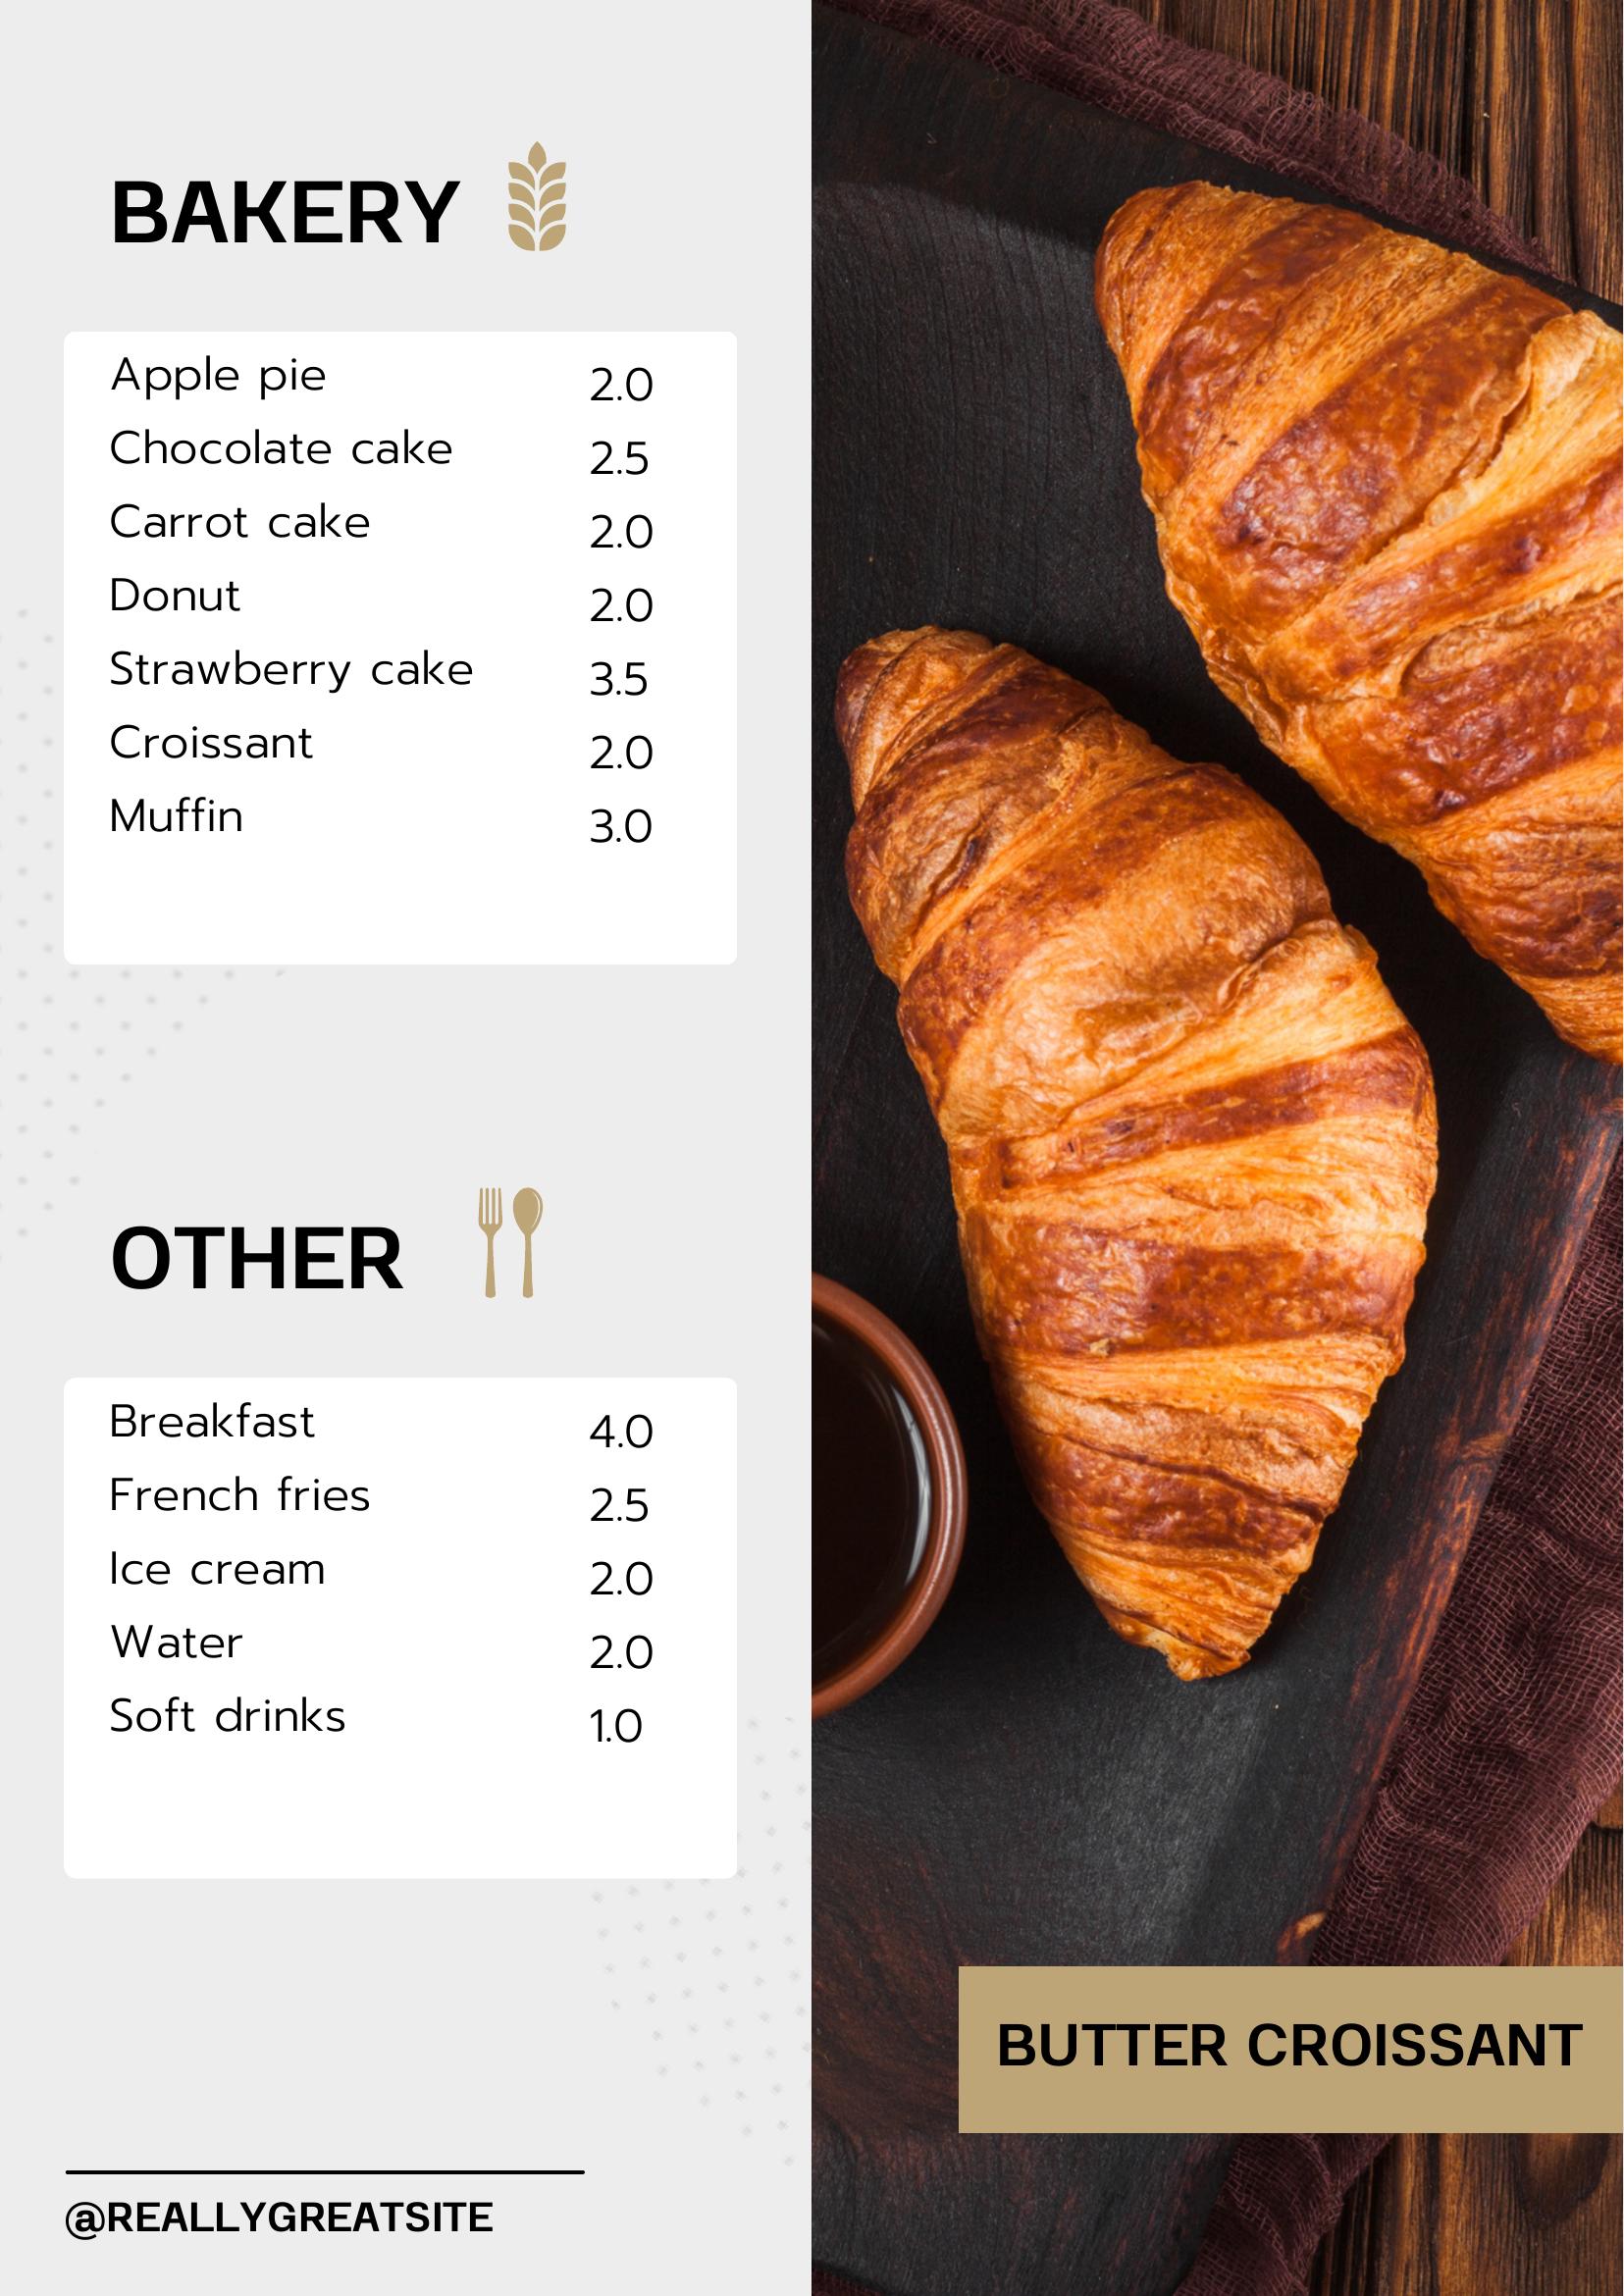 BAKERY
Apple pie 2.0
Chocolate cake 2.5
Carrot cake 2.0
Donut 2.0
Strawberry cake 3.5
Croissant 2.0
Muffin 3.0
OTHER
Breakfast 4.0
French fries 2.5
Ice cream 2.0
Water 2.0
Soft drinks 1.0
BUTTER CROISSANT
@REALLYGREATSITE